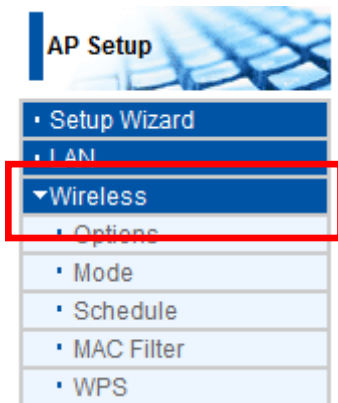 AP Setup
Setup Wizard
LAN
Wireless
Options
Mode
Schedule
MAC Filter
WPS